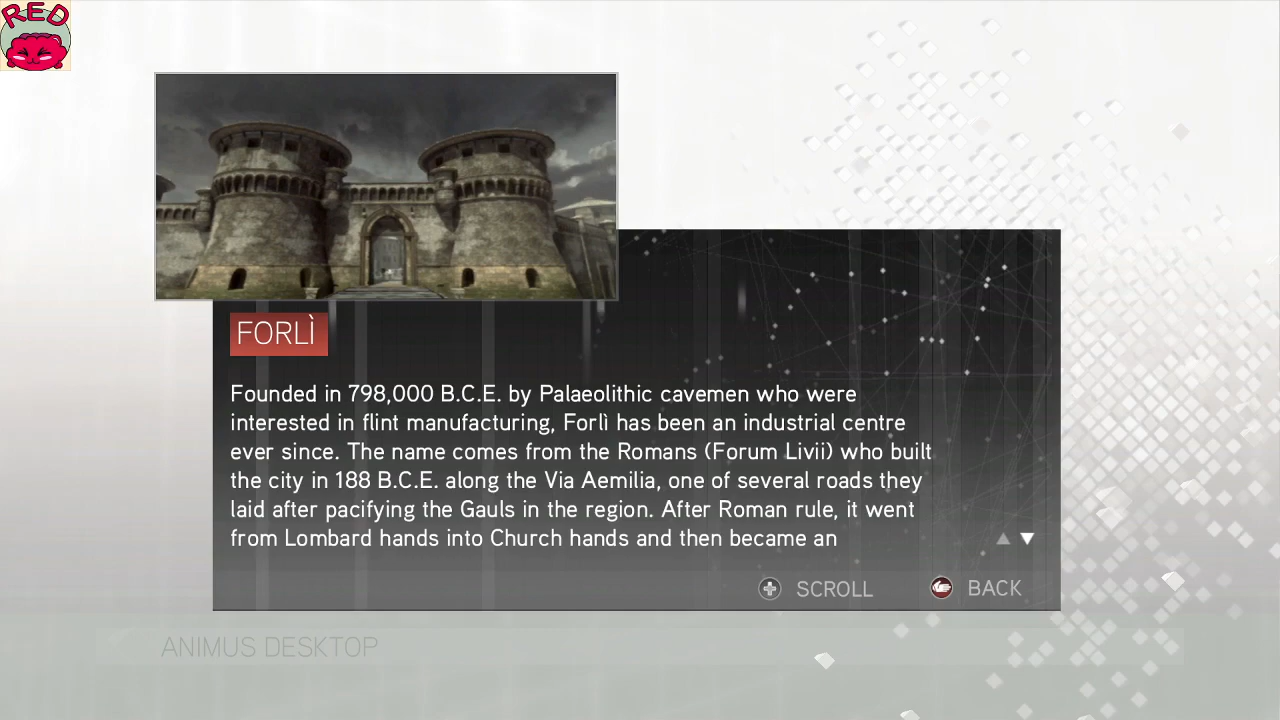 RED
FORLÌ
Founded in 798,000 B.C.E. by Palaeolithic cavemen who were
interested in flint manufacturing, Forlì has been an industrial centre
ever since. The name comes from the Romans (Forum Livii) who built
the city in 188 B.C.E. along the Via Aemilia, one of several roads they
laid after pacifying the Gauls in the region. After Roman rule, it went
from Lombard hands into Church hands and then became an
SCROLL BACK
ANIMUS DESKTOP